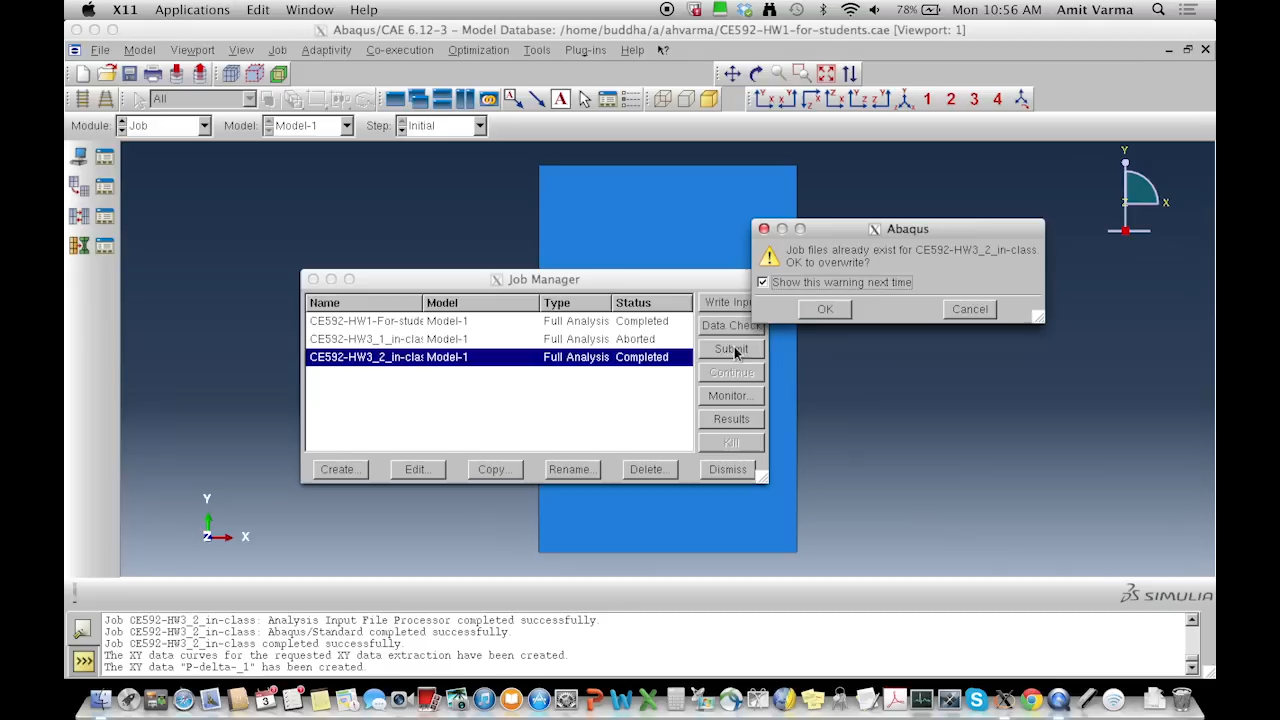 X11 Applications Edit Window Help 78% Mon 10:56 AM Amit Varma
Abaqus/CAE 6.12-3 – Model Database: /home/buddha/a/ahvarma/CE592-HW1-for-students.cae [Viewport: 1]
File Model Viewport View Job Adaptivity Co-execution Optimization Tools Plug-ins Help
All A 1 2 3 4
Module: Job Model: Model-1 Step: Initial
Y
X
Z
Abaqus
Job files already exist for CE592-HW3_2_in-class.
OK to overwrite?
Show this warning next time
OK Cancel
Job Manager
Name Model Type Status
CE592-HW1-For-stude Model-1 Full Analysis Completed
CE592-HW3_1_in-clas Model-1 Full Analysis Aborted
CE592-HW3_2_in-clas Model-1 Full Analysis Completed
Write Inpu
Data Check
Submit
Continue
Monitor...
Results
Kill
Create... Edit... Copy... Rename... Delete... Dismiss
Y
Z X
SIMULIA
Job CE592-HW3_2_in-class: Analysis Input File Processor completed successfully.
Job CE592-HW3_2_in-class: Abaqus/Standard completed successfully.
Job CE592-HW3_2_in-class completed successfully.
The XY data curves for the requested XY data extraction have been created.
The XY data "P-delta-_1" has been created.
>>>